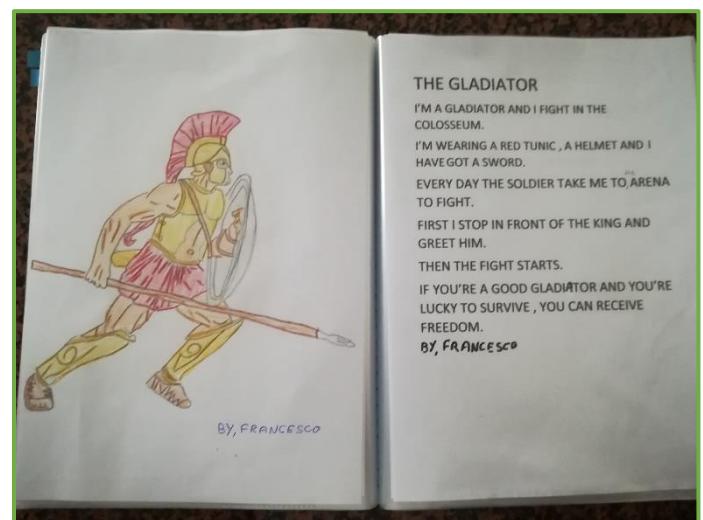 BY, FRANCESCO
THE GLADIATOR
I'M A GLADIATOR AND I FIGHT IN THE
COLOSSEUM.
I'M WEARING A RED TUNIC , A HELMET AND I
HAVE GOT A SWORD.
EVERY DAY THE SOLDIER TAKE ME TO THE ARENA
TO FIGHT.
FIRST I STOP IN FRONT OF THE KING AND
GREET HIM.
THEN THE FIGHT STARTS.
IF YOU'RE A GOOD GLADIATOR AND YOU'RE
LUCKY TO SURVIVE , YOU CAN RECEIVE
FREEDOM.
BY, FRANCESCO